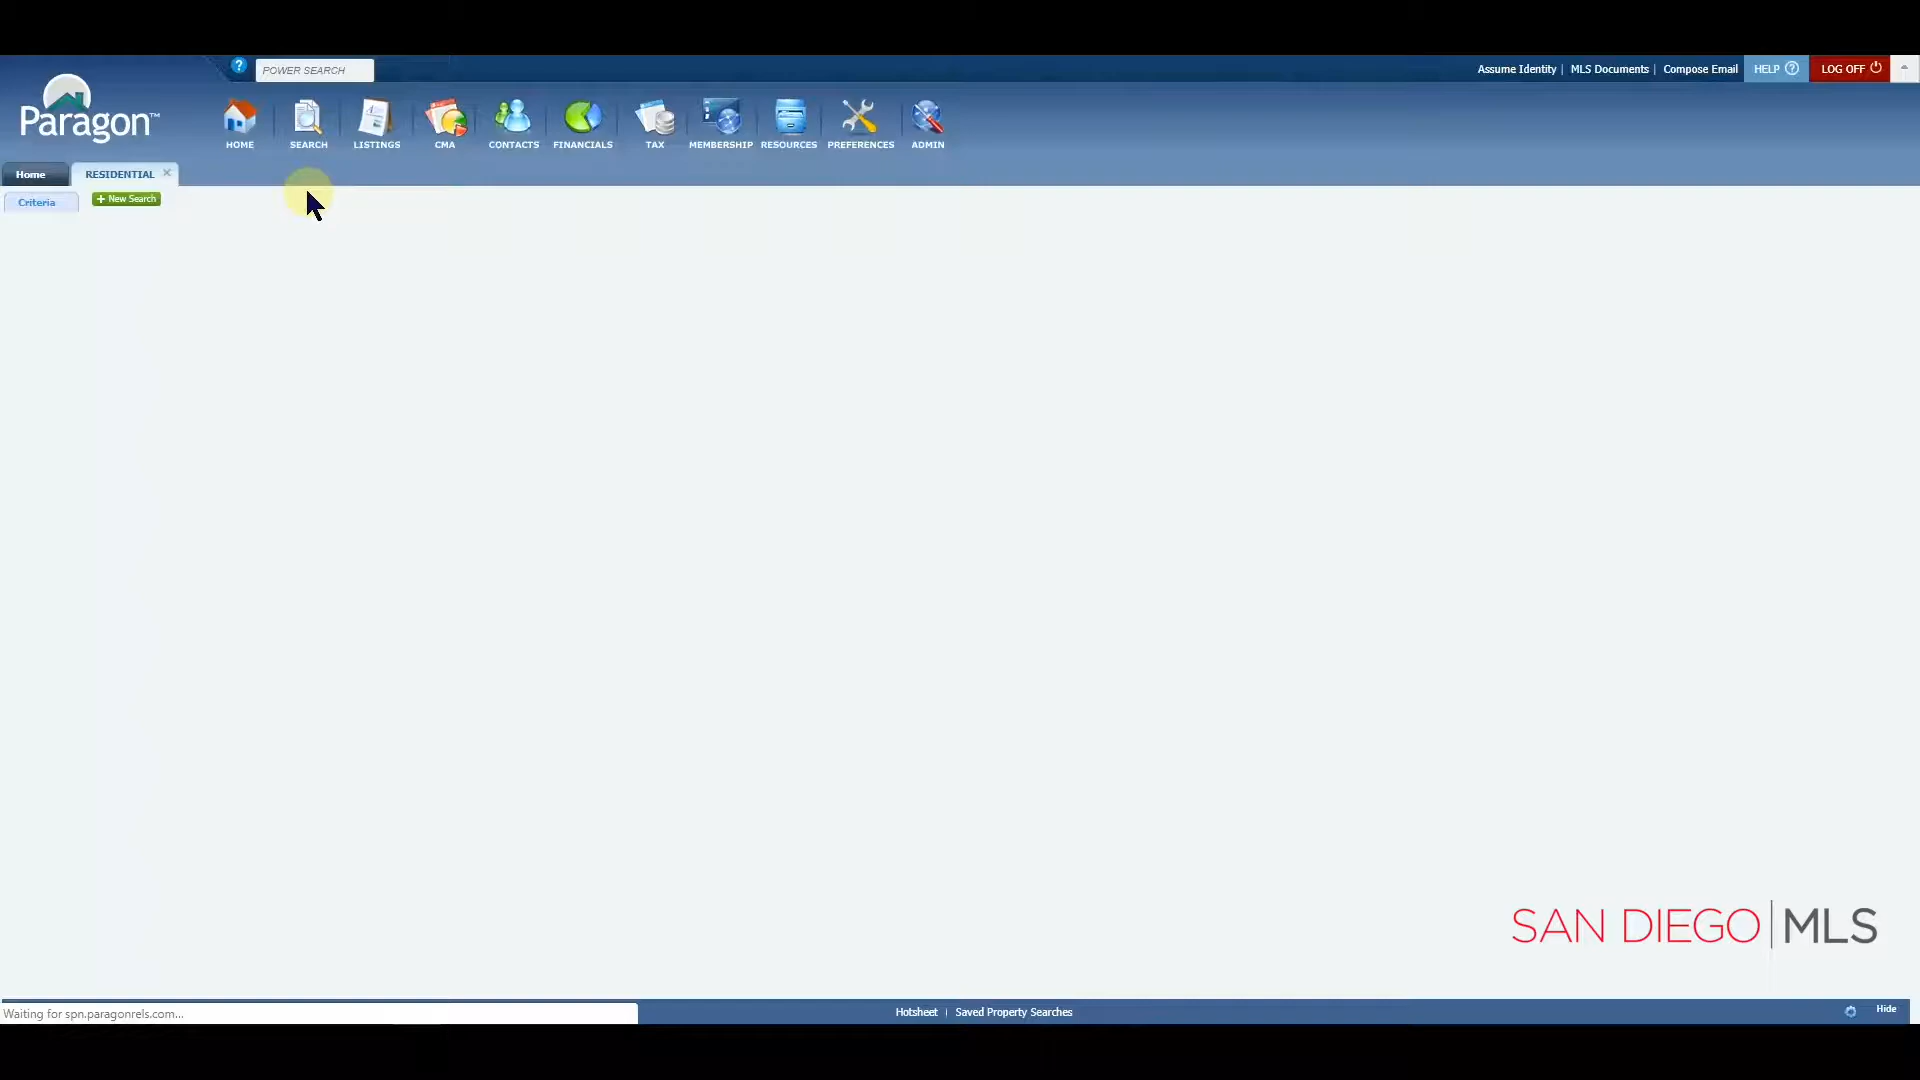 POWER SEARCH
Assume Identity | MLS Documents | Compose Email HELP ? LOG OFF
Paragon™
HOME SEARCH LISTINGS CMA CONTACTS FINANCIALS TAX MEMBERSHIP RESOURCES PREFERENCES ADMIN
Home RESIDENTIAL
Criteria + New Search
SAN DIEGO | MLS
Waiting for spn.paragonrels.com...
Hotsheet | Saved Property Searches
Hide